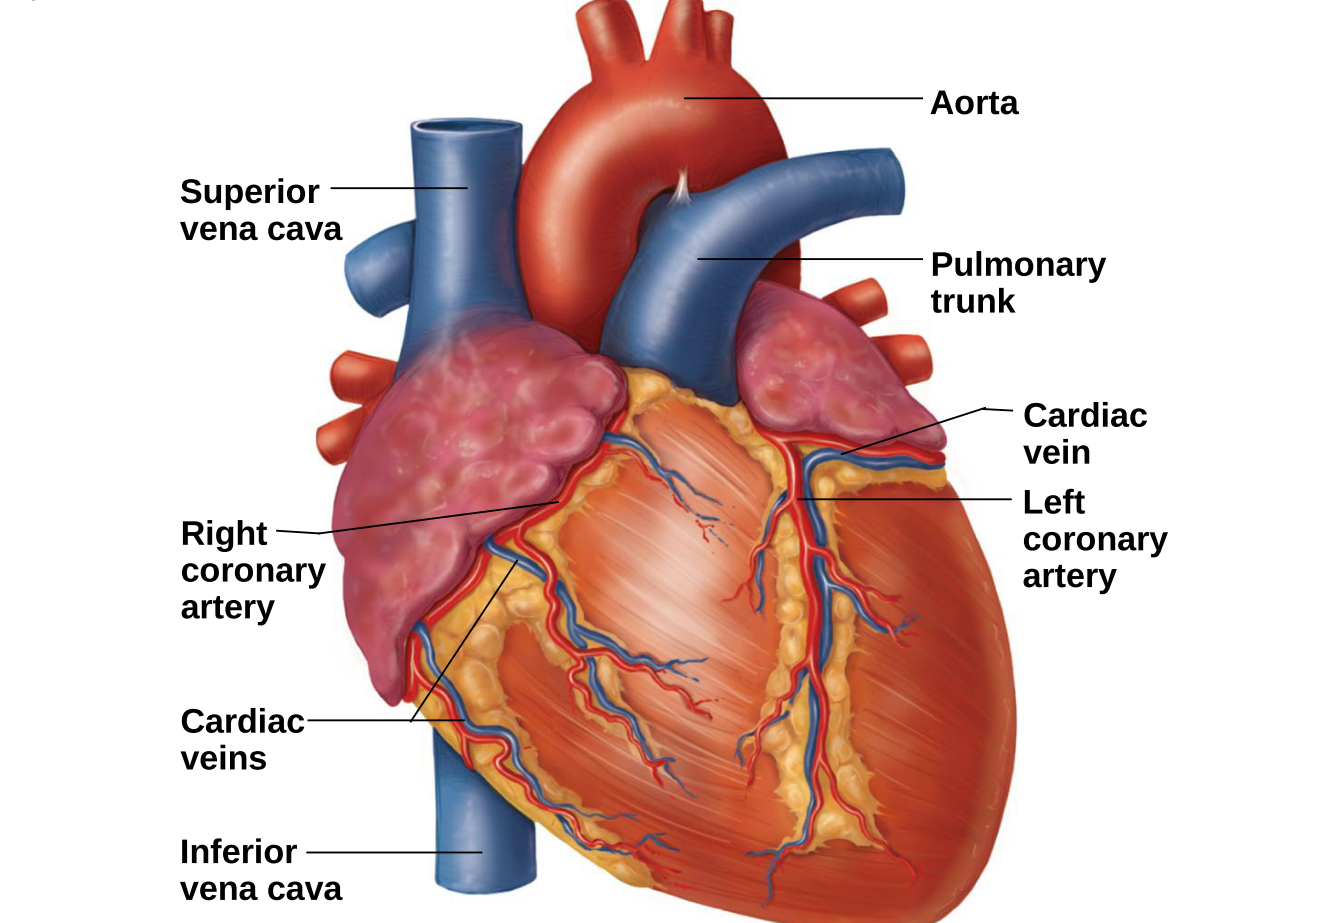 Aorta
Superior
vena cava
Pulmonary
trunk
Cardiac
vein
Left
coronary
artery
Right
coronary
artery
Cardiac
veins
Inferior
vena cava